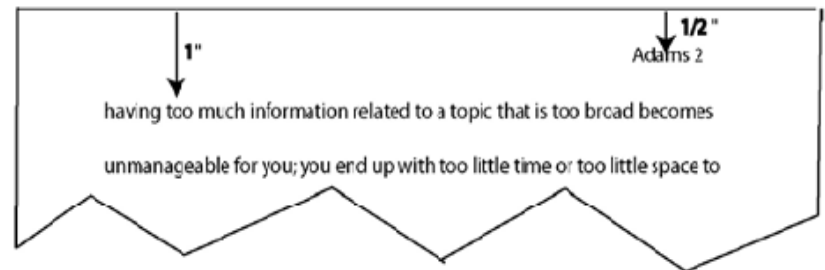 1/2 "
1"
Adams 2
having too much information related to a topic that is too broad becomes
unmanageable for you; you end up with too little time or too little space to